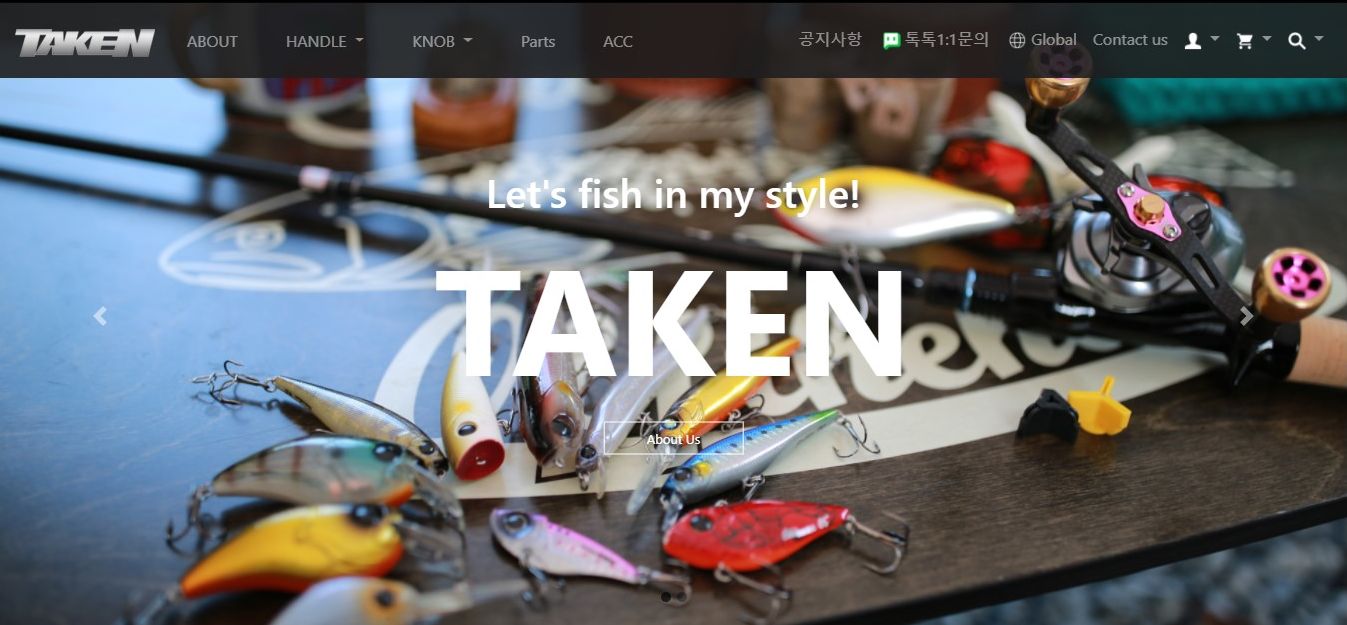 TAKEN ABOUT HANDLE KNOB Parts ACC 공지사항 톡톡1:1문의 Global Contact us
Let's fish in my style!
TAKEN
About Us